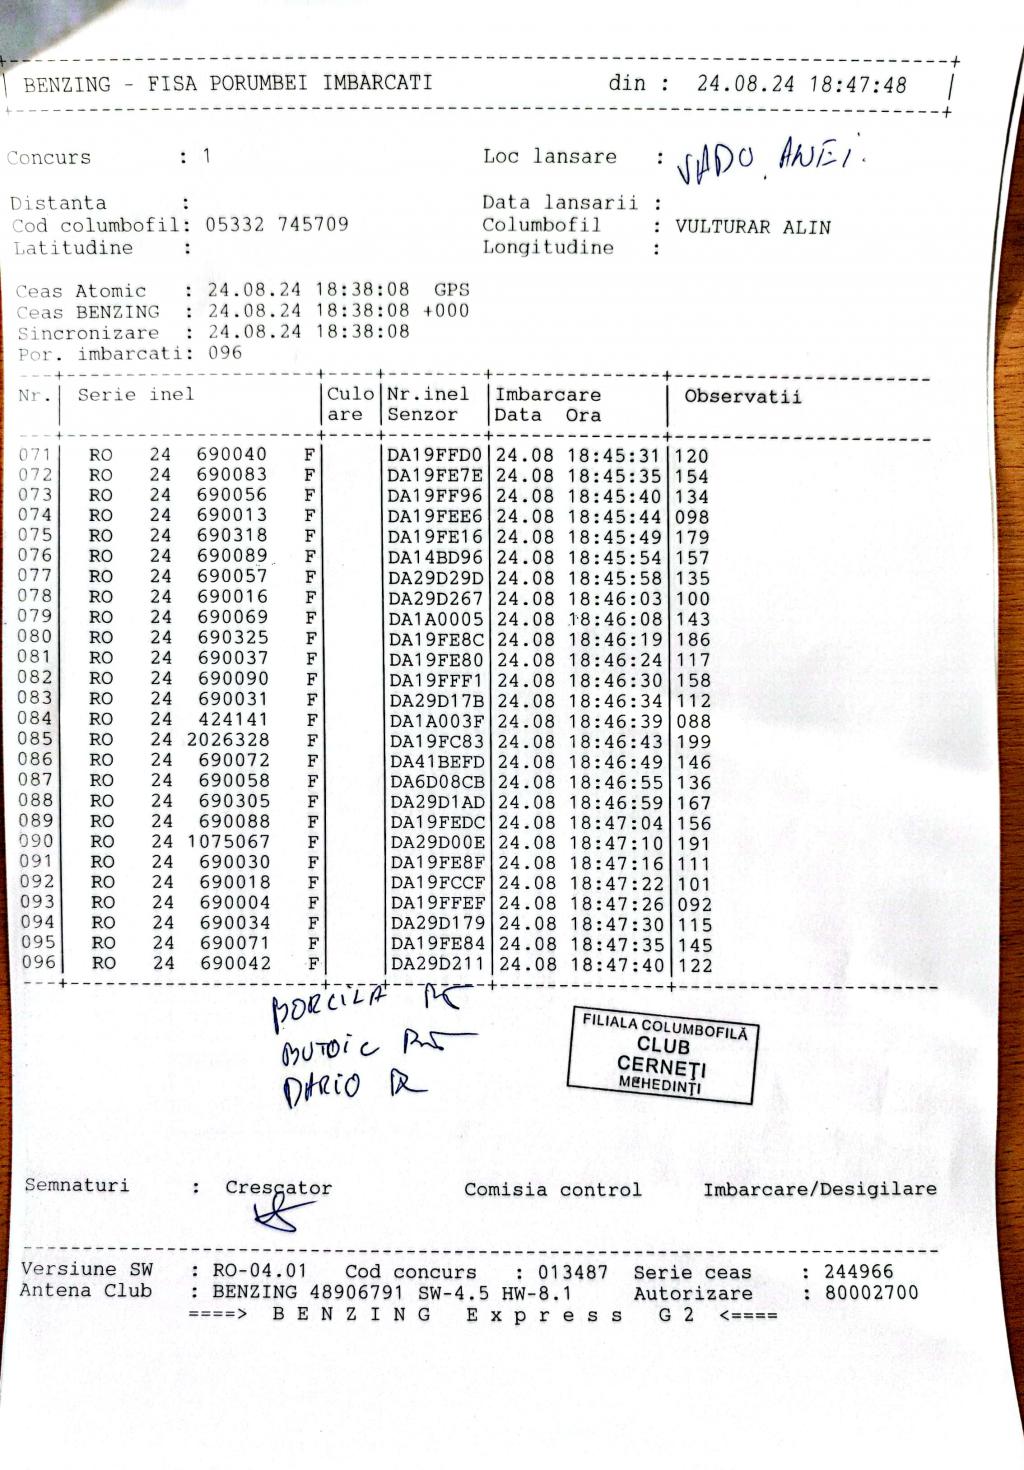 BENZING - FISA PORUMBEI IMBARCATI din : 24.08.24 18:47:48
Concurs : 1 Loc lansare : VADU ANEI.
Distanta : Data lansarii :
Cod columbofil: 05332 745709 Columbofil : VULTURAR ALIN
Latitudine : Longitudine :
Ceas Atomic : 24.08.24 18:38:08 GPS
Ceas BENZING : 24.08.24 18:38:08 +000
Sincronizare : 24.08.24 18:38:08
Por. imbarcati: 096
Nr. Serie inel Culo Nr.inel Imbarcare Observatii
are Senzor Data Ora
071 RO 24 690040 F DA19FFD0 24.08 18:45:31 120
072 RO 24 690083 F DA19FE7E 24.08 18:45:35 154
073 RO 24 690056 F DA19FF96 24.08 18:45:40 134
074 RO 24 690013 F DA19FEE6 24.08 18:45:44 098
075 RO 24 690318 F DA19FE16 24.08 18:45:49 179
076 RO 24 690089 F DA14BD96 24.08 18:45:54 157
077 RO 24 690057 F DA29D29D 24.08 18:45:58 135
078 RO 24 690016 F DA29D267 24.08 18:46:03 100
079 RO 24 690069 F DA1A0005 24.08 18:46:08 143
080 RO 24 690325 F DA19FE8C 24.08 18:46:19 186
081 RO 24 690037 F DA19FE80 24.08 18:46:24 117
082 RO 24 690090 F DA19FFF1 24.08 18:46:30 158
083 RO 24 690031 F DA29D17B 24.08 18:46:34 112
084 RO 24 424141 F DA1A003F 24.08 18:46:39 088
085 RO 24 2026328 F DA19FC83 24.08 18:46:43 199
086 RO 24 690072 F DA41BEFD 24.08 18:46:49 146
087 RO 24 690058 F DA6D08CB 24.08 18:46:55 136
088 RO 24 690305 F DA29D1AD 24.08 18:46:59 167
089 RO 24 690088 F DA19FEDC 24.08 18:47:04 156
090 RO 24 1075067 F DA29D00E 24.08 18:47:10 191
091 RO 24 690030 F DA19FE8F 24.08 18:47:16 111
092 RO 24 690018 F DA19FCCF 24.08 18:47:22 101
093 RO 24 690004 F DA19FFEF 24.08 18:47:26 092
094 RO 24 690034 F DA29D179 24.08 18:47:30 115
095 RO 24 690071 F DA19FE84 24.08 18:47:35 145
096 RO 24 690042 F DA29D211 24.08 18:47:40 122
BORCILA
BUTOIC
DARIO
FILIALA COLUMBOFILĂ
CLUB
CERNEȚI
MEHEDINȚI
Semnaturi : Crescator Comisia control Imbarcare/Desigilare
Versiune SW : RO-04.01 Cod concurs : 013487 Serie ceas : 244966
Antena Club : BENZING 48906791 SW-4.5 HW-8.1 Autorizare : 80002700
====> B E N Z I N G E x p r e s s G 2 <====